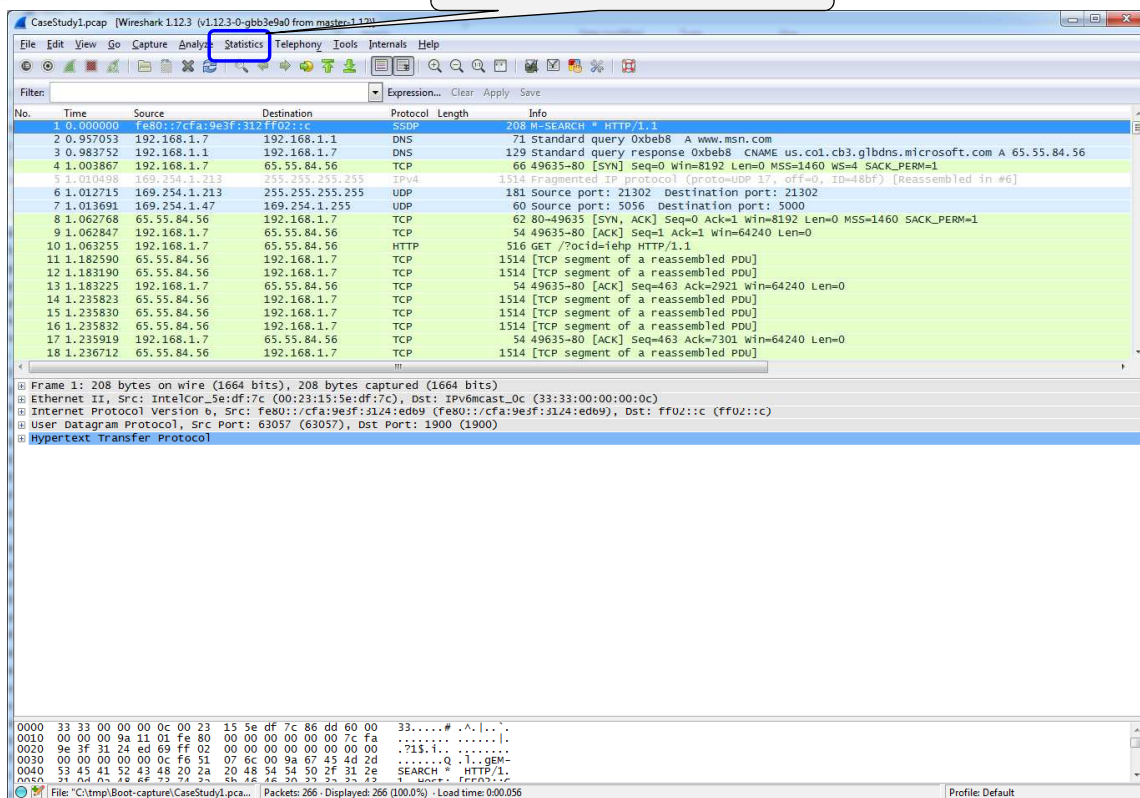 CaseStudy1.pcap [Wireshark 1.12.3 (v1.12.3-0-gbb3e9a0 from master-1.12)]
File Edit View Go Capture Analyze Statistics Telephony Tools Internals Help
Filter: Expression... Clear Apply Save
No. Time Source Destination Protocol Length Info
1 0.000000 fe80::7cfa:9e3f:312ff02::c SSDP 208 M-SEARCH * HTTP/1.1
2 0.957053 192.168.1.7 192.168.1.1 DNS 71 Standard query 0xbeb8 A www.msn.com
3 0.983752 192.168.1.1 192.168.1.7 DNS 129 Standard query response 0xbeb8 CNAME us.co1.cb3.glbdns.microsoft.com A 65.55.84.56
4 1.003867 192.168.1.7 65.55.84.56 TCP 66 49635→80 [SYN] Seq=0 Win=8192 Len=0 MSS=1460 WS=4 SACK_PERM=1
5 1.010498 169.254.1.213 255.255.255.255 IPv4 1514 Fragmented IP protocol (proto=UDP 17, off=0, ID=48bf) [Reassembled in #6]
6 1.012715 169.254.1.213 255.255.255.255 UDP 181 Source port: 21302 Destination port: 21302
7 1.013691 169.254.1.47 169.254.1.255 UDP 60 Source port: 5056 Destination port: 5000
8 1.062768 65.55.84.56 192.168.1.7 TCP 62 80→49635 [SYN, ACK] Seq=0 Ack=1 Win=8192 Len=0 MSS=1460 SACK_PERM=1
9 1.062847 192.168.1.7 65.55.84.56 TCP 54 49635→80 [ACK] Seq=1 Ack=1 Win=64240 Len=0
10 1.063255 192.168.1.7 65.55.84.56 HTTP 516 GET /?ocid=iehp HTTP/1.1
11 1.182590 65.55.84.56 192.168.1.7 TCP 1514 [TCP segment of a reassembled PDU]
12 1.183190 65.55.84.56 192.168.1.7 TCP 1514 [TCP segment of a reassembled PDU]
13 1.183225 192.168.1.7 65.55.84.56 TCP 54 49635→80 [ACK] Seq=463 Ack=2921 Win=64240 Len=0
14 1.235823 65.55.84.56 192.168.1.7 TCP 1514 [TCP segment of a reassembled PDU]
15 1.235830 65.55.84.56 192.168.1.7 TCP 1514 [TCP segment of a reassembled PDU]
16 1.235832 65.55.84.56 192.168.1.7 TCP 1514 [TCP segment of a reassembled PDU]
17 1.235919 192.168.1.7 65.55.84.56 TCP 54 49635→80 [ACK] Seq=463 Ack=7301 Win=64240 Len=0
18 1.236712 65.55.84.56 192.168.1.7 TCP 1514 [TCP segment of a reassembled PDU]
Frame 1: 208 bytes on wire (1664 bits), 208 bytes captured (1664 bits)
Ethernet II, Src: IntelCor_5e:df:7c (00:23:15:5e:df:7c), Dst: IPv6mcast_0c (33:33:00:00:00:0c)
Internet Protocol Version 6, Src: fe80::7cfa:9e3f:3124:ed69 (fe80::7cfa:9e3f:3124:ed69), Dst: ff02::c (ff02::c)
User Datagram Protocol, Src Port: 63057 (63057), Dst Port: 1900 (1900)
Hypertext Transfer Protocol
0000 33 33 00 00 00 0c 00 23 15 5e df 7c 86 dd 60 00 33.....# .^.|..`.
0010 00 00 00 9a 11 01 fe 80 00 00 00 00 00 00 7c fa ........ ......|.
0020 9e 3f 31 24 ed 69 ff 02 00 00 00 00 00 00 00 00 .?1$.i.. ........
0030 00 00 00 00 00 0c f6 51 07 6c 00 9a 67 45 4d 2d .......Q .l..gEM-
0040 53 45 41 52 43 48 20 2a 20 48 54 54 50 2f 31 2e SEARCH * HTTP/1.
0050 31 0d 0a 48 6f 73 74 3a 5b 46 46 30 32 3a 3a 43 1..Host: [FF02::C
File: "C:\tmp\Boot-capture\CaseStudy1.pca... Packets: 266 · Displayed: 266 (100.0%) · Load time: 0:00.056 Profile: Default